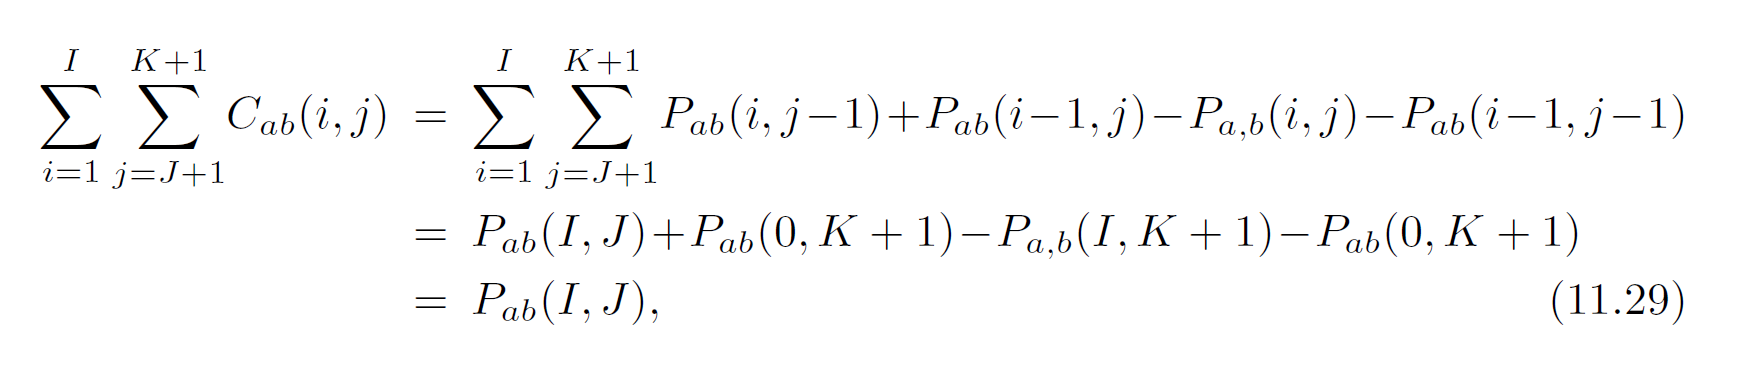 \sum_{i=1}^{I} \sum_{j=J+1}^{K+1} C_{ab}(i,j) = \sum_{i=1}^{I} \sum_{j=J+1}^{K+1} P_{ab}(i,j-1)+P_{ab}(i-1,j)-P_{a,b}(i,j)-P_{ab}(i-1,j-1)
= P_{ab}(I,J)+P_{ab}(0,K+1)-P_{a,b}(I,K+1)-P_{ab}(0,K+1)
= P_{ab}(I,J), (11.29)